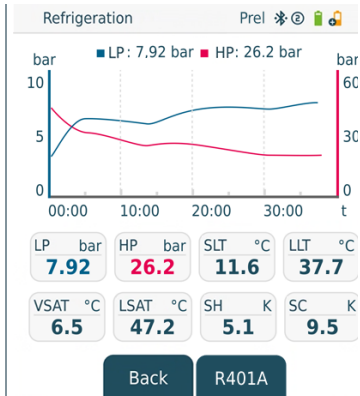 Refrigeration Prel 2
bar LP: 7.92 bar HP: 26.2 bar bar
10 60
5 30
0 0
00:00 10:00 20:00 30:00 t
LP bar HP bar SLT °C LLT °C
7.92 26.2 11.6 37.7
VSAT °C LSAT °C SH K SC K
6.5 47.2 5.1 9.5
Back R401A